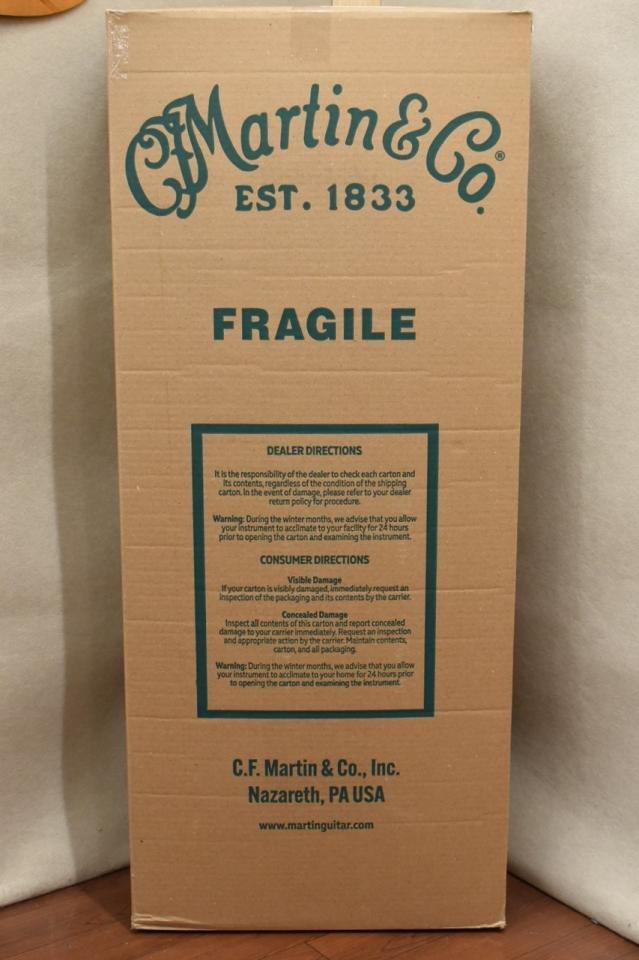 CFMartin & Co.®
EST. 1833
FRAGILE
DEALER DIRECTIONS
It is the responsibility of the dealer to check each carton and
its contents, regardless of the condition of the shipping
carton. In the event of damage, please refer to your dealer
return policy for procedure.
Warning: During the winter months, we advise that you allow
your instrument to acclimate to your facility for 24 hours
prior to opening the carton and examining the instrument.
CONSUMER DIRECTIONS
Visible Damage
If your carton is visibly damaged, immediately request an
inspection of the packaging and its contents by the carrier.
Concealed Damage
Inspect all contents of this carton and report concealed
damage to your carrier immediately. Request an inspection
and appropriate action by the carrier. Maintain contents,
carton, and all packaging.
Warning: During the winter months, we advise that you allow
your instrument to acclimate to your home for 24 hours prior
to opening the carton and examining the instrument.
C.F. Martin & Co., Inc.
Nazareth, PA USA
www.martinguitar.com